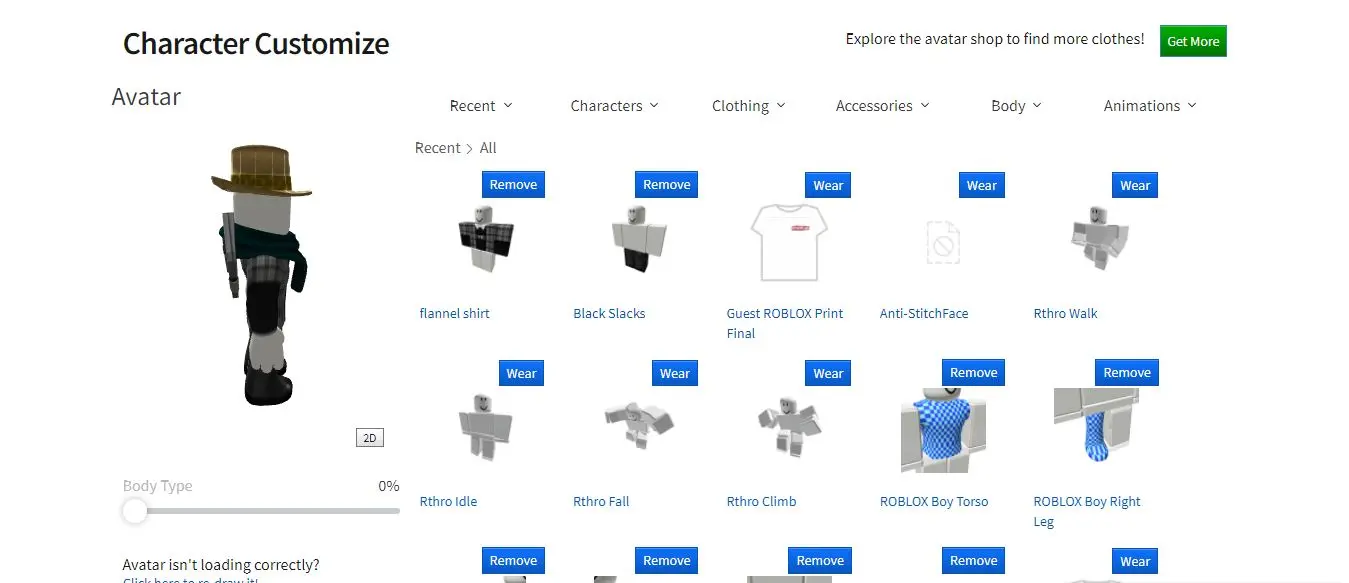 Character Customize
Explore the avatar shop to find more clothes!
Get More
Avatar
Recent
Characters
Clothing
Accessories
Body
Animations
Recent > All
Remove
Remove
Wear
Wear
Wear
flannel shirt
Black Slacks
Guest ROBLOX Print
Final
Anti-StitchFace
Rthro Walk
Wear
Wear
Wear
Remove
Remove
2D
Body Type
0%
Rthro Idle
Rthro Fall
Rthro Climb
ROBLOX Boy Torso
ROBLOX Boy Right
Leg
Remove
Remove
Remove
Remove
Wear
Avatar isn't loading correctly?
Click here to re-draw it!